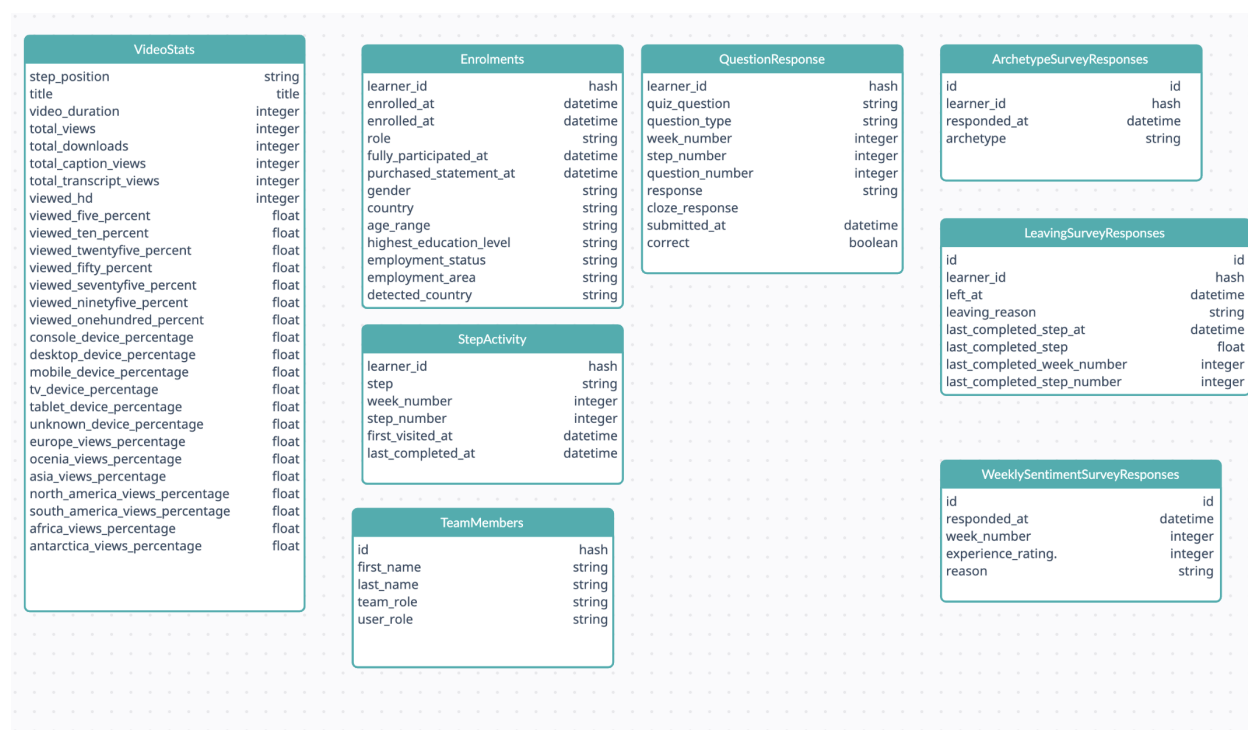 VideoStats
step_position string
title title
video_duration integer
total_views integer
total_downloads integer
total_caption_views integer
total_transcript_views integer
viewed_hd integer
viewed_five_percent float
viewed_ten_percent float
viewed_twentyfive_percent float
viewed_fifty_percent float
viewed_seventyfive_percent float
viewed_ninetyfive_percent float
viewed_onehundred_percent float
console_device_percentage float
desktop_device_percentage float
mobile_device_percentage float
tv_device_percentage float
tablet_device_percentage float
unknown_device_percentage float
europe_views_percentage float
ocenia_views_percentage float
asia_views_percentage float
north_america_views_percentage float
south_america_views_percentage float
africa_views_percentage float
antarctica_views_percentage float
Enrolments
learner_id hash
enrolled_at datetime
enrolled_at datetime
role string
fully_participated_at datetime
purchased_statement_at datetime
gender string
country string
age_range string
highest_education_level string
employment_status string
employment_area string
detected_country string
StepActivity
learner_id hash
step string
week_number integer
step_number integer
first_visited_at datetime
last_completed_at datetime
TeamMembers
id hash
first_name string
last_name string
team_role string
user_role string
QuestionResponse
learner_id hash
quiz_question string
question_type string
week_number integer
step_number integer
question_number integer
response string
cloze_response
submitted_at datetime
correct boolean
ArchetypeSurveyResponses
id id
learner_id hash
responded_at datetime
archetype string
LeavingSurveyResponses
id id
learner_id hash
left_at datetime
leaving_reason string
last_completed_step_at datetime
last_completed_step float
last_completed_week_number integer
last_completed_step_number integer
WeeklySentimentSurveyResponses
id id
responded_at datetime
week_number integer
experience_rating. integer
reason string